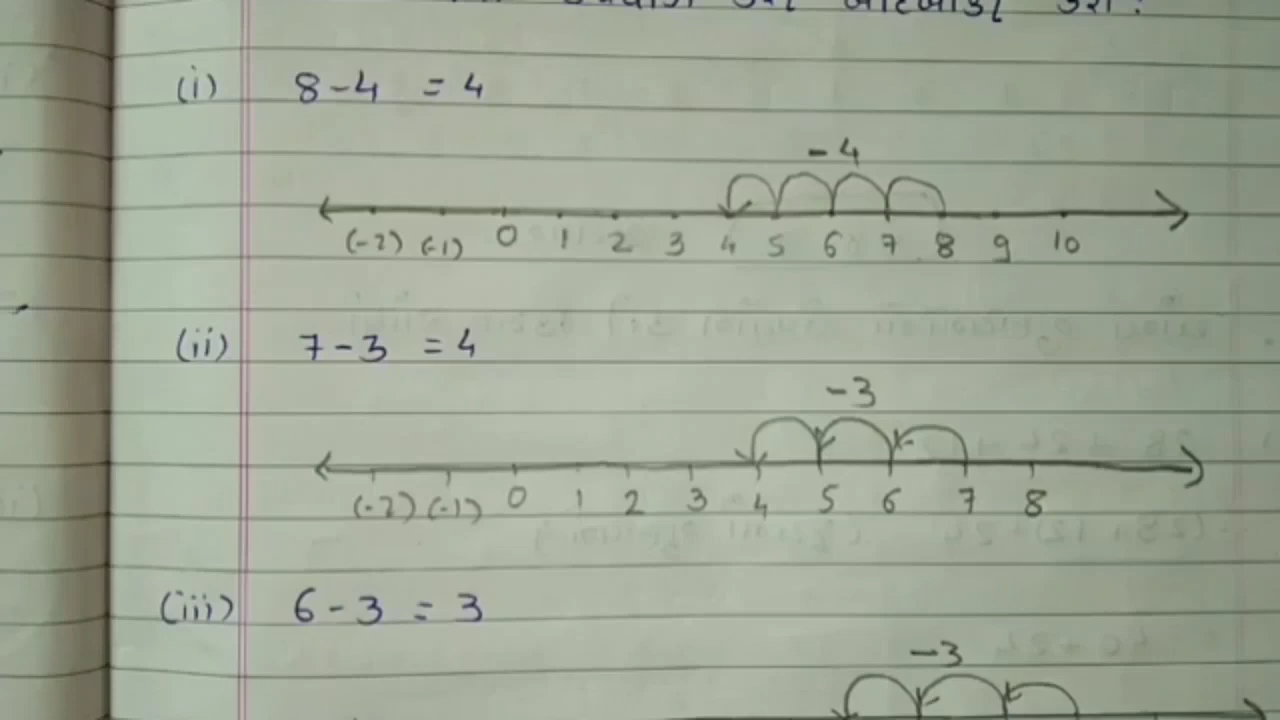 (i) 8-4 = 4
-4
(-2) (-1) 0 1 2 3 4 5 6 7 8 9 10
(ii) 7-3 = 4
-3
(-2) (-1) 0 1 2 3 4 5 6 7 8
(iii) 6-3 = 3
-3